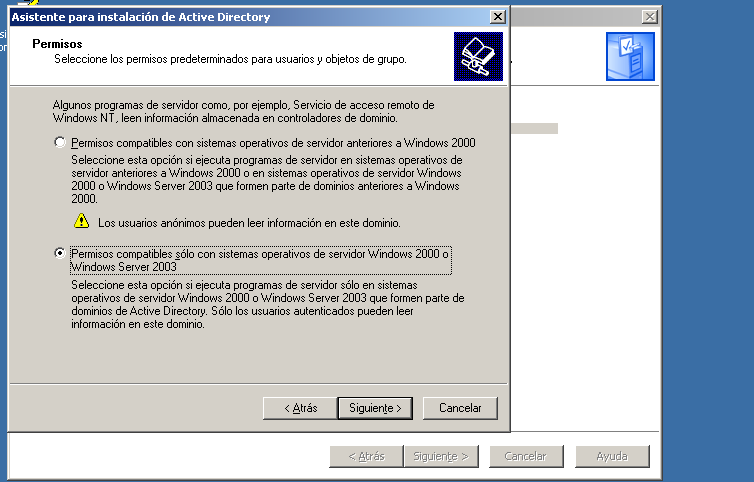 Asistente para instalación de Active Directory
Permisos
Seleccione los permisos predeterminados para usuarios y objetos de grupo.
Algunos programas de servidor como, por ejemplo, Servicio de acceso remoto de
Windows NT, leen información almacenada en controladores de dominio.
Permisos compatibles con sistemas operativos de servidor anteriores a Windows 2000
Seleccione esta opción si ejecuta programas de servidor en sistemas operativos de
servidor anteriores a Windows 2000 o en sistemas operativos de servidor Windows
2000 o Windows Server 2003 que formen parte de dominios anteriores a Windows
2000.
Los usuarios anónimos pueden leer información en este dominio.
Permisos compatibles sólo con sistemas operativos de servidor Windows 2000 o
Windows Server 2003
Seleccione esta opción si ejecuta programas de servidor sólo en sistemas
operativos de servidor Windows 2000 o Windows Server 2003 que formen parte de
dominios de Active Directory. Sólo los usuarios autenticados pueden leer
información en este dominio.
< Atrás Siguiente > Cancelar
< Atrás Siguiente > Cancelar Ayuda